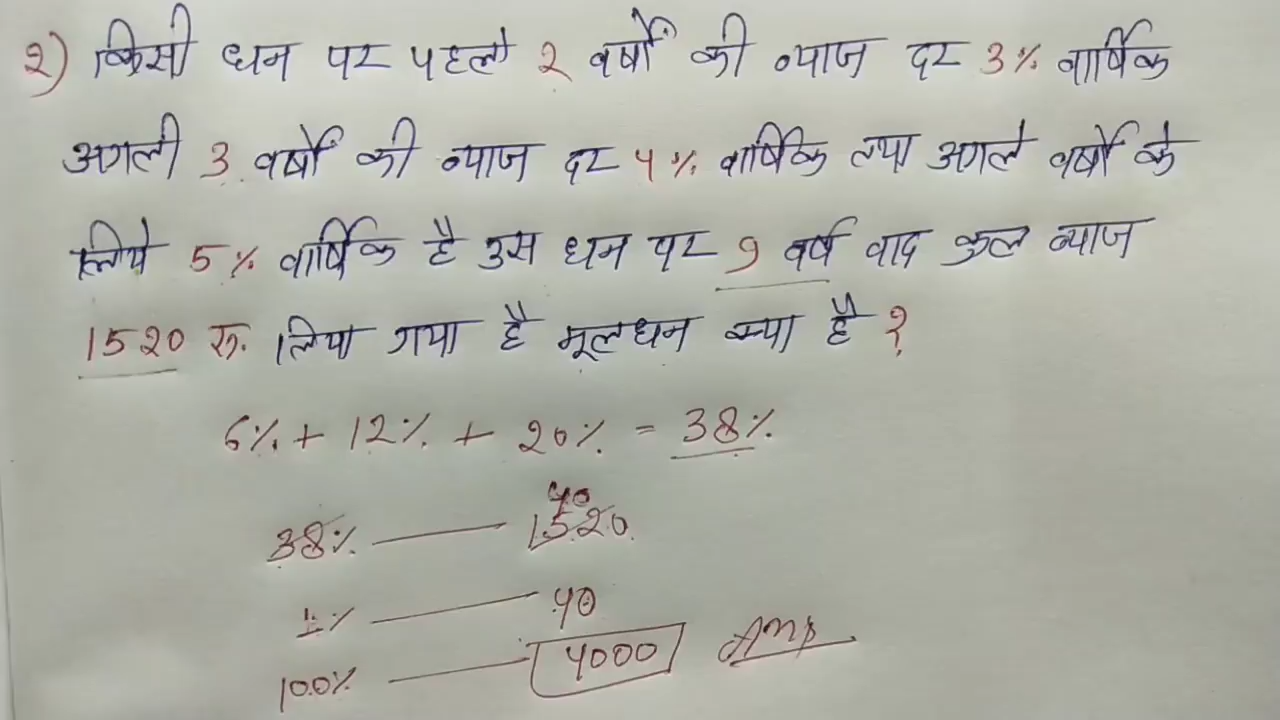 2) किसी धन पर पहले 2 वर्षों की ब्याज दर 3% वार्षिक
अगली 3 वर्षों की ब्याज दर 4% वार्षिक तथा अगले वर्षों के
लिये 5% वार्षिक है उस धन पर 9 वर्ष वाद कुल ब्याज
1520 रु. लिया गया है मूलधन क्या है ?
6% + 12% + 20% = 38%
40
38% — 1520
1% — 40
100% — 4000 Ans